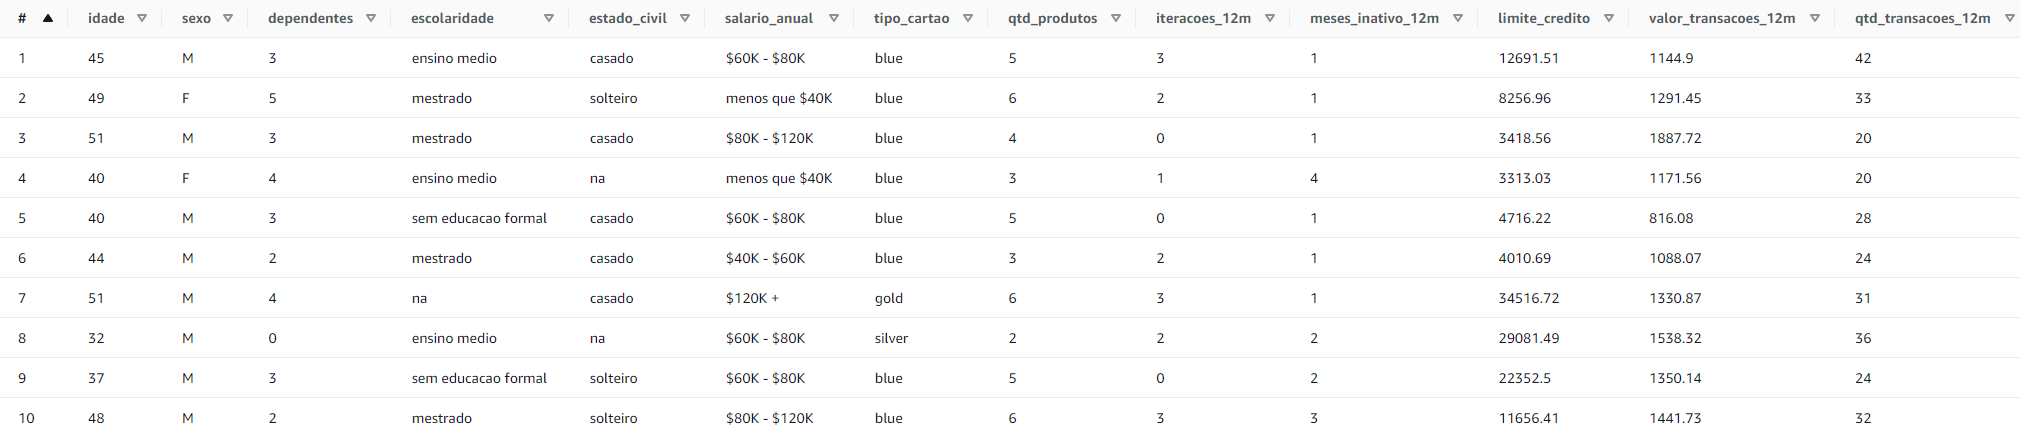 # idade sexo dependentes escolaridade estado_civil salario_anual tipo_cartao qtd_produtos iteracoes_12m meses_inativo_12m limite_credito valor_transacoes_12m qtd_transacoes_12m
1 45 M 3 ensino medio casado $60K - $80K blue 5 3 1 12691.51 1144.9 42
2 49 F 5 mestrado solteiro menos que $40K blue 6 2 1 8256.96 1291.45 33
3 51 M 3 mestrado casado $80K - $120K blue 4 0 1 3418.56 1887.72 20
4 40 F 4 ensino medio na menos que $40K blue 3 1 4 3313.03 1171.56 20
5 40 M 3 sem educacao formal casado $60K - $80K blue 5 0 1 4716.22 816.08 28
6 44 M 2 mestrado casado $40K - $60K blue 3 2 1 4010.69 1088.07 24
7 51 M 4 na casado $120K + gold 6 3 1 34516.72 1330.87 31
8 32 M 0 ensino medio na $60K - $80K silver 2 2 2 29081.49 1538.32 36
9 37 M 3 sem educacao formal solteiro $60K - $80K blue 5 0 2 22352.5 1350.14 24
10 48 M 2 mestrado solteiro $80K - $120K blue 6 3 3 11656.41 1441.73 32